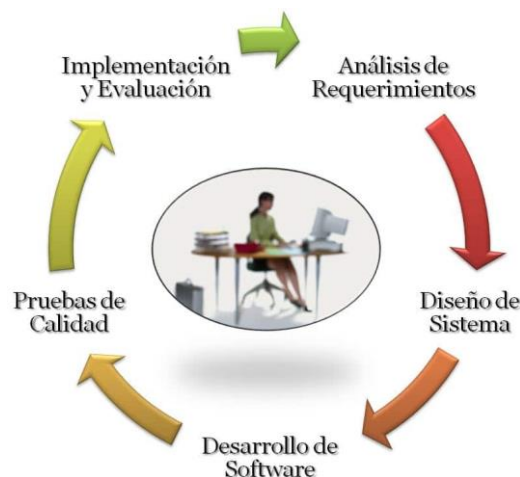 Implementación
y Evaluación
Análisis de
Requerimientos
Pruebas de
Calidad
Diseño de
Sistema
Desarrollo de
Software